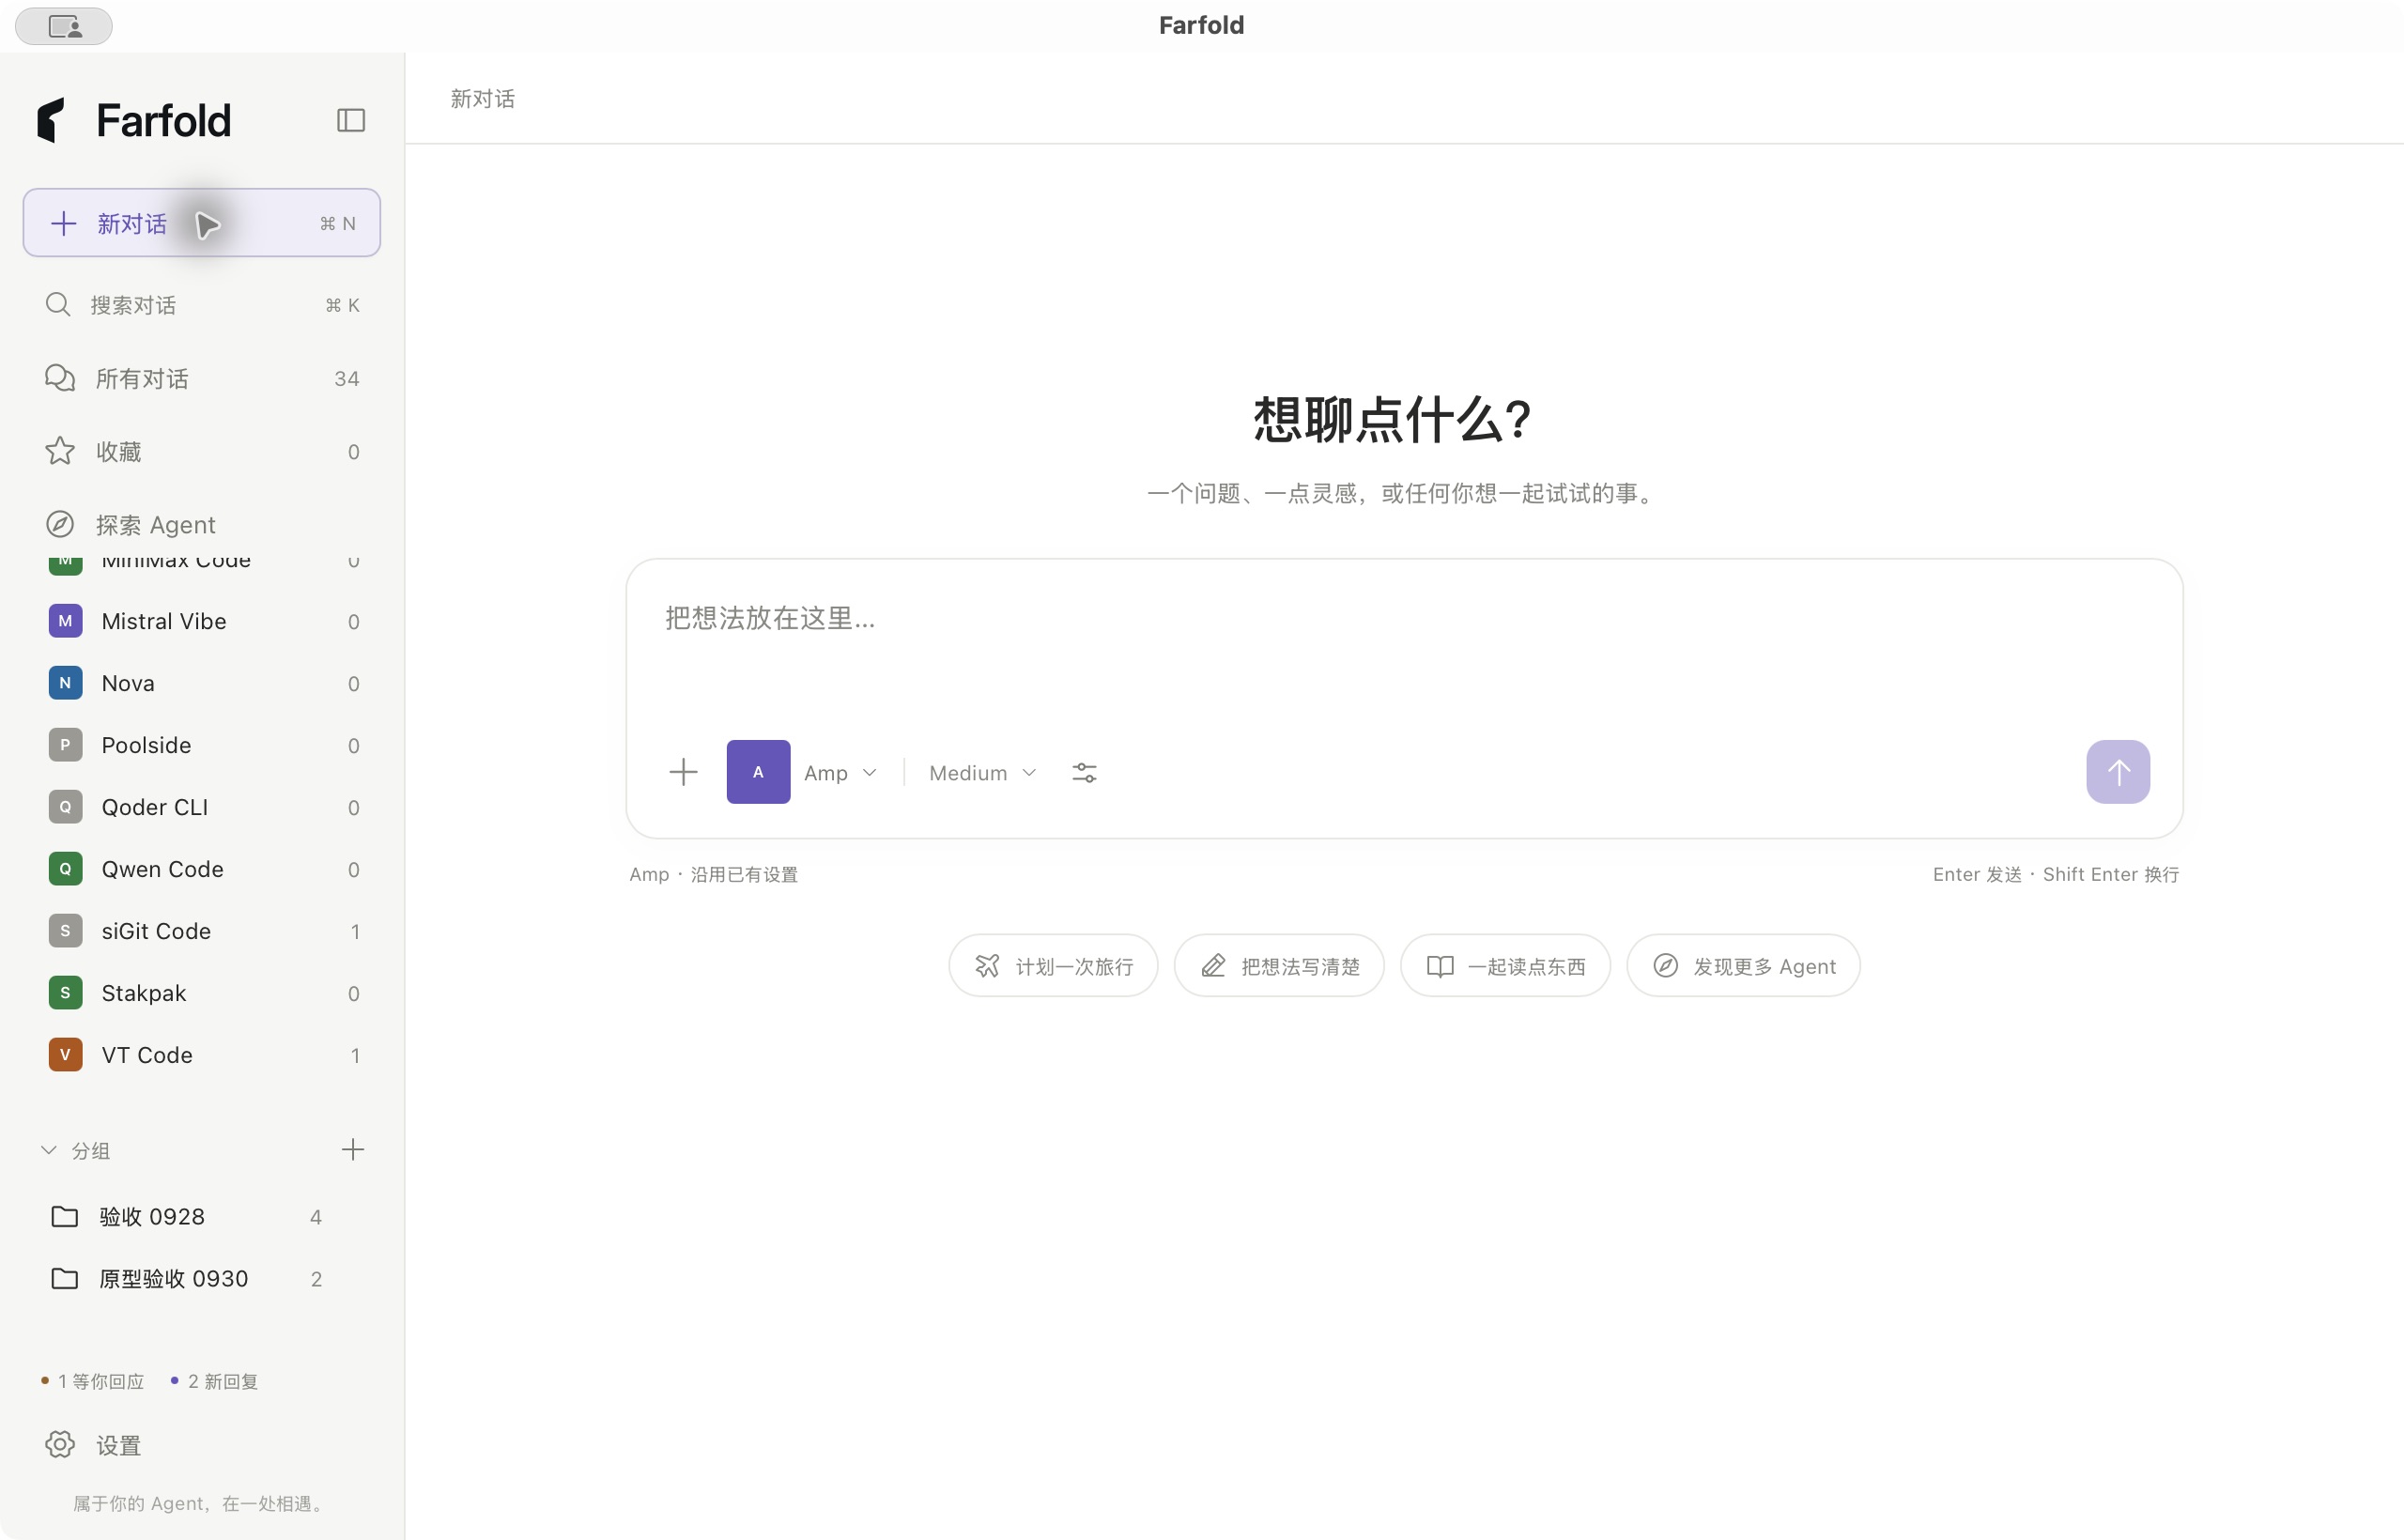 Farfold
Farfold
新对话 ⌘ N
搜索对话 ⌘ K
所有对话 34
收藏 0
探索 Agent
MiniMax Code 0
M Mistral Vibe 0
N Nova 0
P Poolside 0
Q Qoder CLI 0
Q Qwen Code 0
S siGit Code 1
S Stakpak 0
V VT Code 1
分组
验收 0928 4
原型验收 0930 2
1 等你回应 2 新回复
设置
属于你的 Agent，在一处相遇。
新对话
想聊点什么?
一个问题、一点灵感，或任何你想一起试试的事。
把想法放在这里...
A Amp Medium
Amp · 沿用已有设置 Enter 发送 · Shift Enter 换行
计划一次旅行 把想法写清楚 一起读点东西 发现更多 Agent